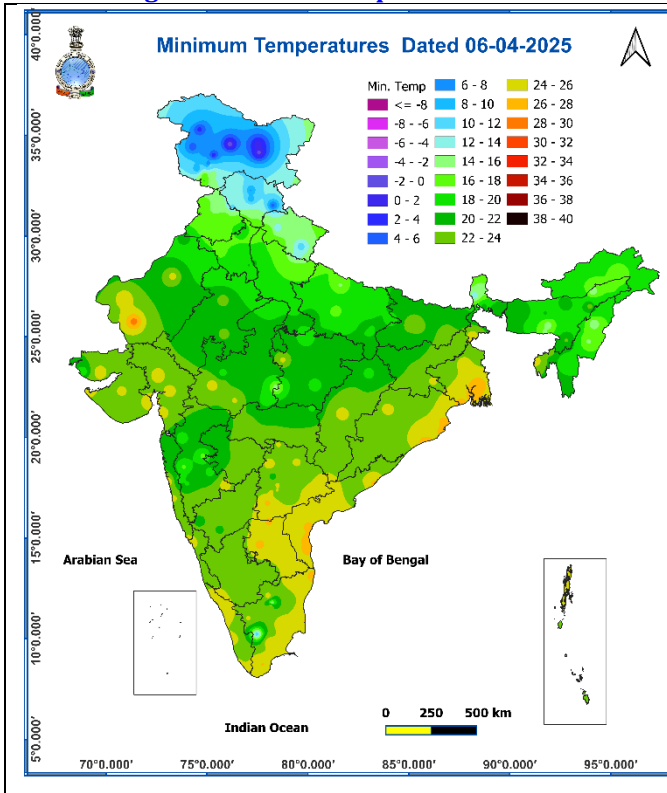 Minimum Temperatures Dated 06-04-2025
Min. Temp
<= -8
-8 - -6
-6 - -4
-4 - -2
-2 - 0
0 - 2
2 - 4
4 - 6
6 - 8
8 - 10
10 - 12
12 - 14
14 - 16
16 - 18
18 - 20
20 - 22
22 - 24
24 - 26
26 - 28
28 - 30
30 - 32
32 - 34
34 - 36
36 - 38
38 - 40
40°0.000'
35°0.000'
30°0.000'
25°0.000'
20°0.000'
15°0.000'
10°0.000'
5°0.000'
Arabian Sea
Bay of Bengal
Indian Ocean
0 250 500 km
70°0.000' 75°0.000' 80°0.000' 85°0.000' 90°0.000' 95°0.000'